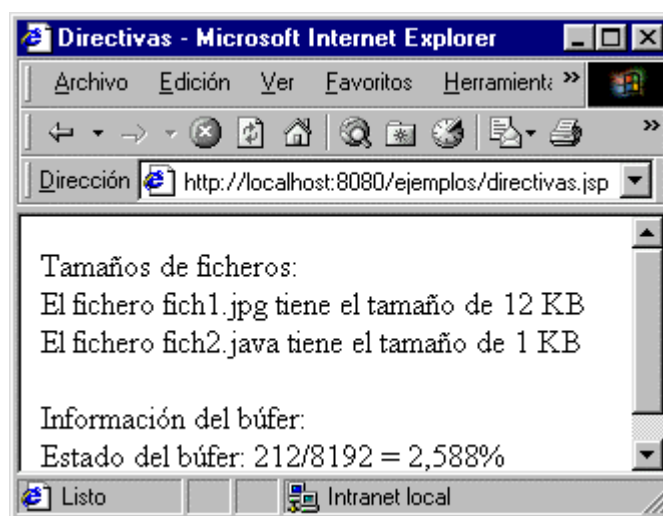 Directivas - Microsoft Internet Explorer
Archivo Edición Ver Favoritos Herramienta »
»
Dirección http://localhost:8080/ejemplos/directivas.jsp
Tamaños de ficheros:
El fichero fich1.jpg tiene el tamaño de 12 KB
El fichero fich2.java tiene el tamaño de 1 KB
Información del búfer:
Estado del búfer: 212/8192 = 2,588%
Listo Intranet local